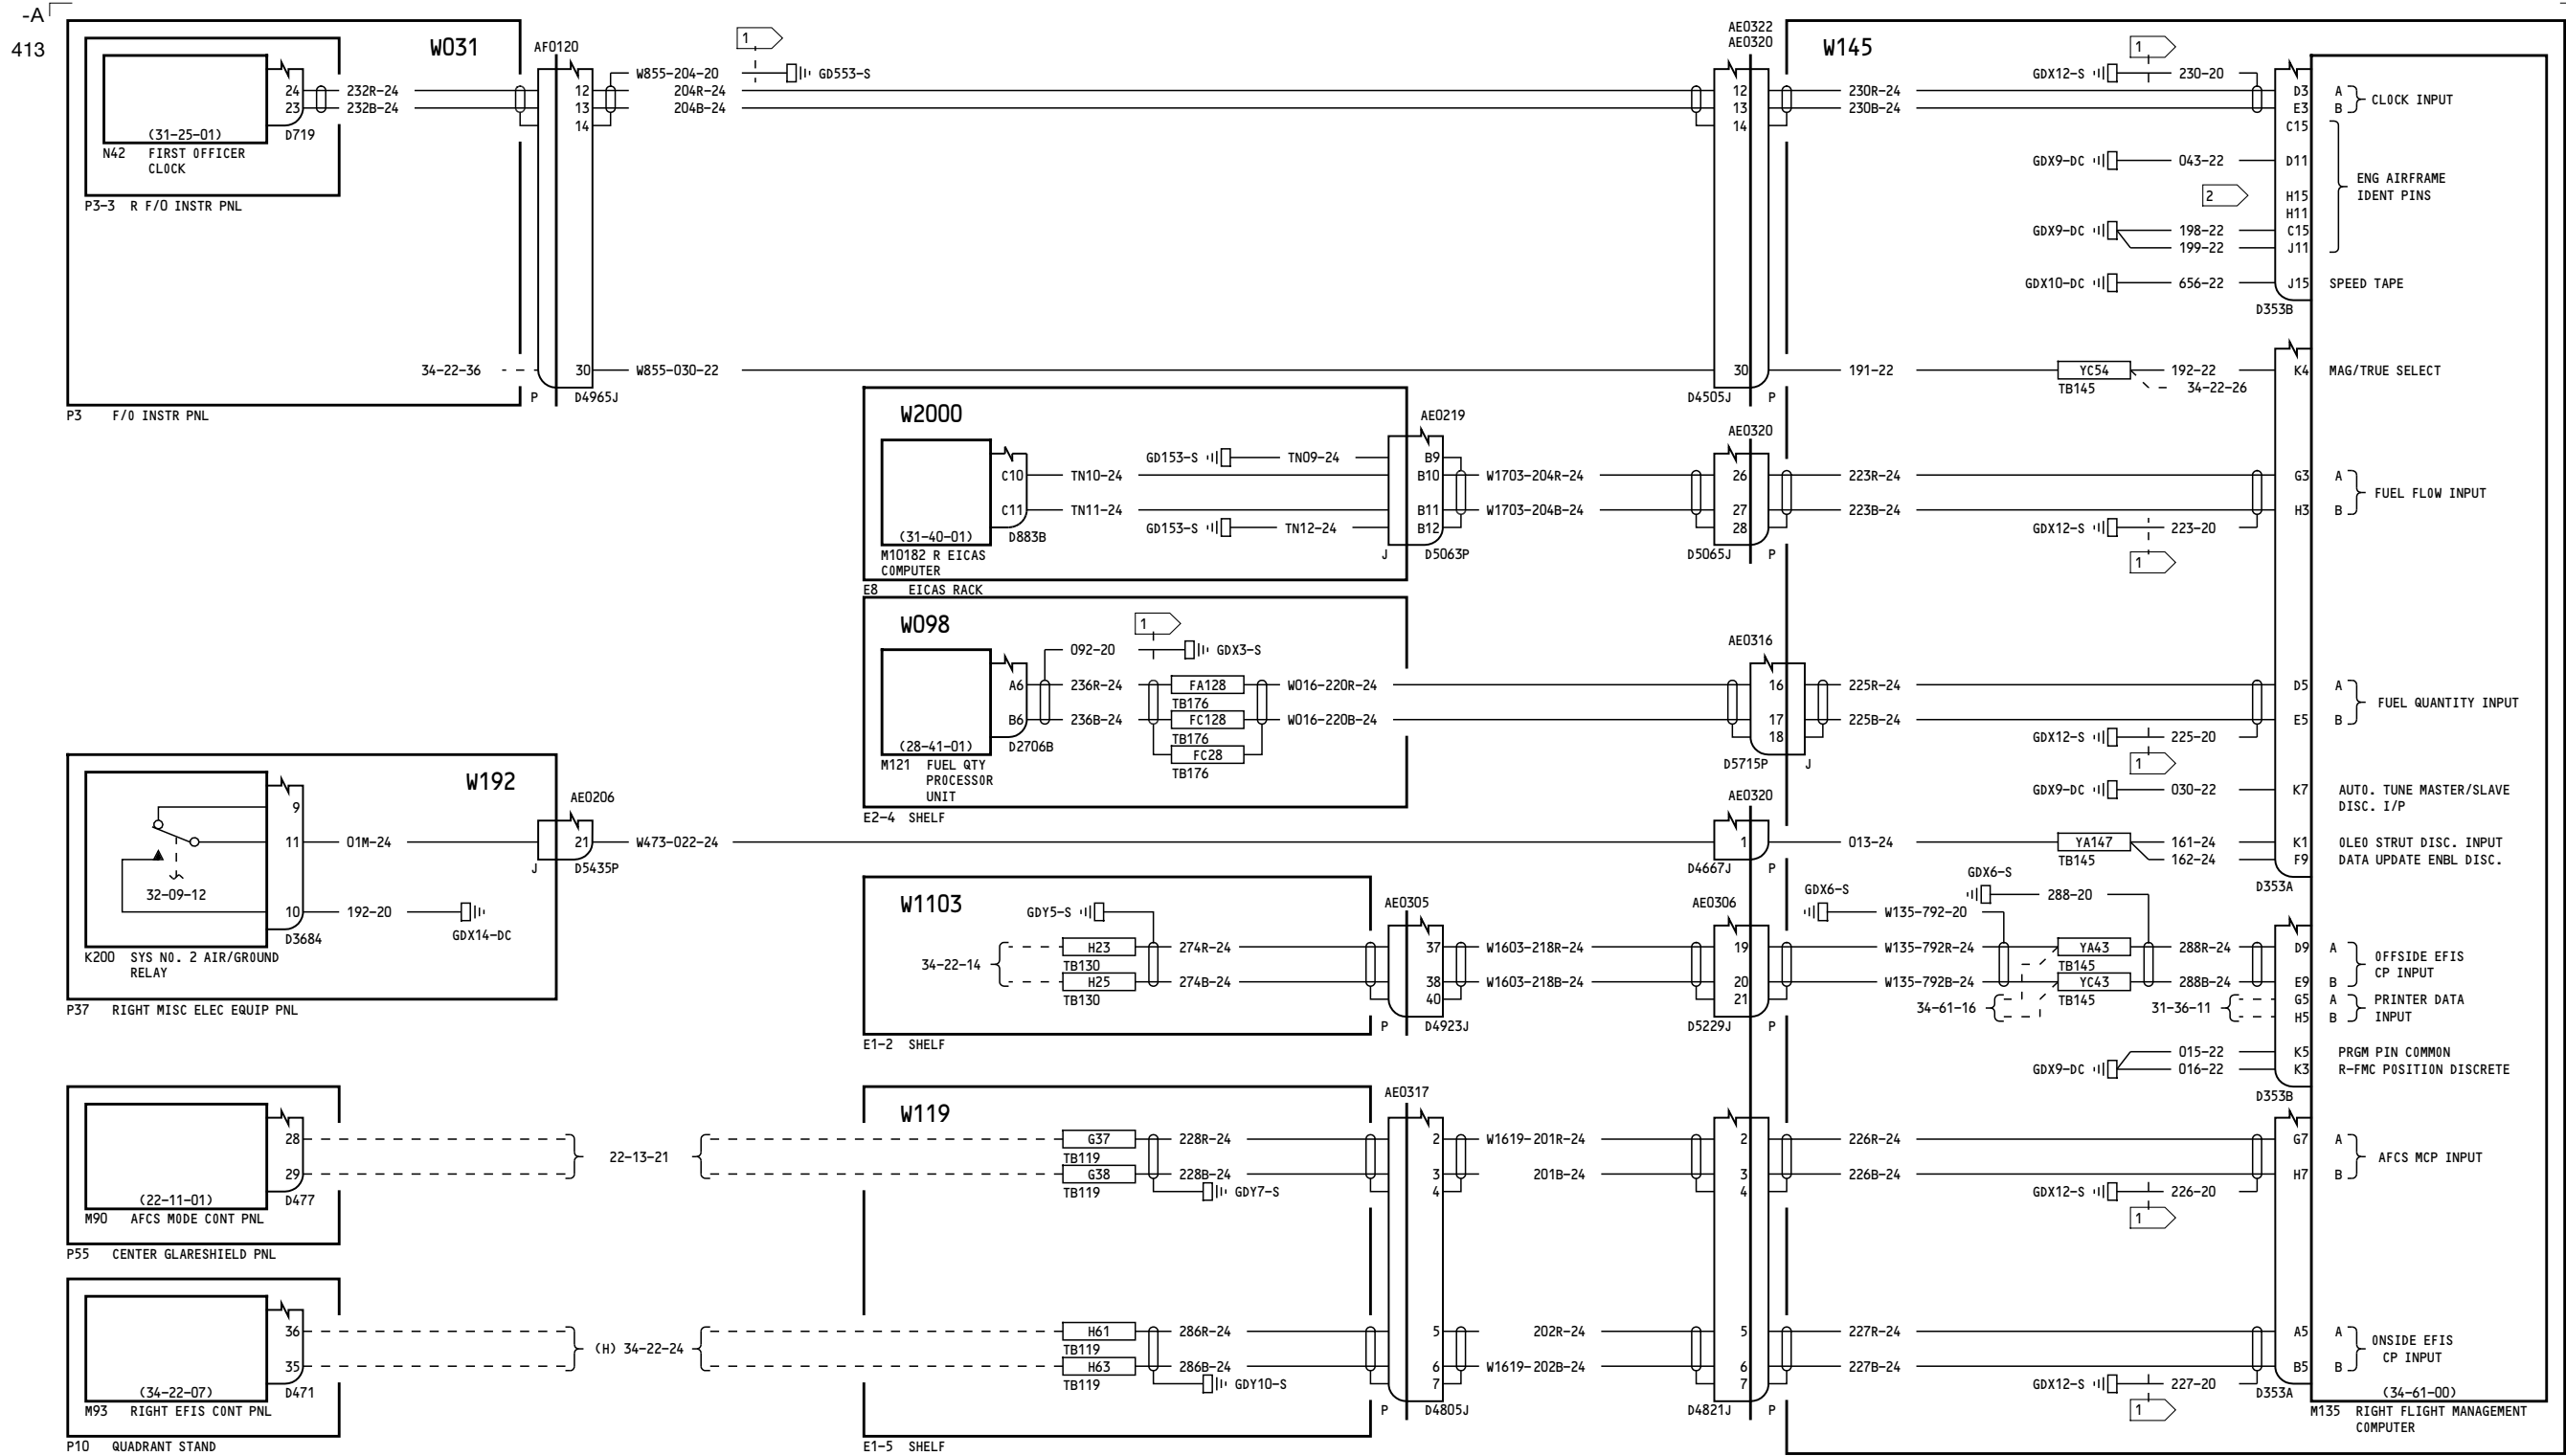 -A
413
W031
24
23
232R-24
232B-24
(31-25-01)
D719
N42 FIRST OFFICER
CLOCK
P3-3 R F/O INSTR PNL
34-22-36
P3 F/O INSTR PNL
AF0120
12
13
14
30
P
D4965J
W855-204-20
204R-24
204B-24
1
GD553-S
W855-030-22
AE0322
AE0320
12
13
14
30
D4505J
P
W145
230R-24
230B-24
GDX12-S
230-20
1
GDX9-DC
043-22
2
GDX9-DC
198-22
199-22
GDX10-DC
656-22
D3
E3
C15
D11
H15
H11
C15
J11
J15
D353B
A
B
CLOCK INPUT
ENG AIRFRAME
IDENT PINS
SPEED TAPE
191-22
YC54
TB145
192-22
34-22-26
K4
MAG/TRUE SELECT
W2000
C10
C11
(31-40-01)
D883B
M10182 R EICAS
COMPUTER
E8 EICAS RACK
TN10-24
TN11-24
GD153-S
TN09-24
GD153-S
TN12-24
AE0219
B9
B10
B11
B12
J
D5063P
W1703-204R-24
W1703-204B-24
AE0320
26
27
28
D5065J
P
223R-24
223B-24
GDX12-S
223-20
1
G3
H3
A
B
FUEL FLOW INPUT
W098
A6
B6
(28-41-01)
D2706B
M121 FUEL QTY
PROCESSOR
UNIT
E2-4 SHELF
092-20
1
GDX3-S
236R-24
236B-24
FA128
TB176
FC128
TB176
FC28
TB176
W016-220R-24
W016-220B-24
AE0316
16
17
18
D5715P
J
225R-24
225B-24
GDX12-S
225-20
1
D5
E5
A
B
FUEL QUANTITY INPUT
GDX9-DC
030-22
K7
AUTO. TUNE MASTER/SLAVE
DISC. I/P
W192
9
11
10
32-09-12
D3684
K200 SYS NO. 2 AIR/GROUND
RELAY
P37 RIGHT MISC ELEC EQUIP PNL
01M-24
192-20
GDX14-DC
AE0206
21
J
D5435P
W473-022-24
AE0320
1
D4667J
P
013-24
YA147
TB145
161-24
162-24
K1
F9
D353A
OLEO STRUT DISC. INPUT
DATA UPDATE ENBL DISC.
W1103
GDY5-S
34-22-14
H23
TB130
H25
TB130
274R-24
274B-24
E1-2 SHELF
AE0305
37
38
40
P
D4923J
W1603-218R-24
W1603-218B-24
AE0306
19
20
21
D5229J
P
GDX6-S
W135-792-20
GDX6-S
288-20
W135-792R-24
W135-792B-24
34-61-16
YA43
TB145
YC43
TB145
288R-24
288B-24
31-36-11
D9
E9
G5
H5
A
B
OFFSIDE EFIS
CP INPUT
A
B
PRINTER DATA
INPUT
GDX9-DC
015-22
016-22
K5
K3
D353B
PRGM PIN COMMON
R-FMC POSITION DISCRETE
28
29
(22-11-01)
D477
M90 AFCS MODE CONT PNL
P55 CENTER GLARESHIELD PNL
22-13-21
W119
G37
TB119
G38
TB119
228R-24
228B-24
GDY7-S
AE0317
2
3
4
W1619-201R-24
201B-24
2
3
4
226R-24
226B-24
GDX12-S
226-20
1
G7
H7
A
B
AFCS MCP INPUT
36
35
(34-22-07)
D471
M93 RIGHT EFIS CONT PNL
P10 QUADRANT STAND
(H) 34-22-24
H61
TB119
H63
TB119
286R-24
286B-24
GDY10-S
E1-5 SHELF
5
6
7
P
D4805J
202R-24
W1619-202B-24
5
6
7
D4821J
P
227R-24
227B-24
GDX12-S
227-20
1
A5
B5
D353A
A
B
ONSIDE EFIS
CP INPUT
(34-61-00)
M135 RIGHT FLIGHT MANAGEMENT
COMPUTER